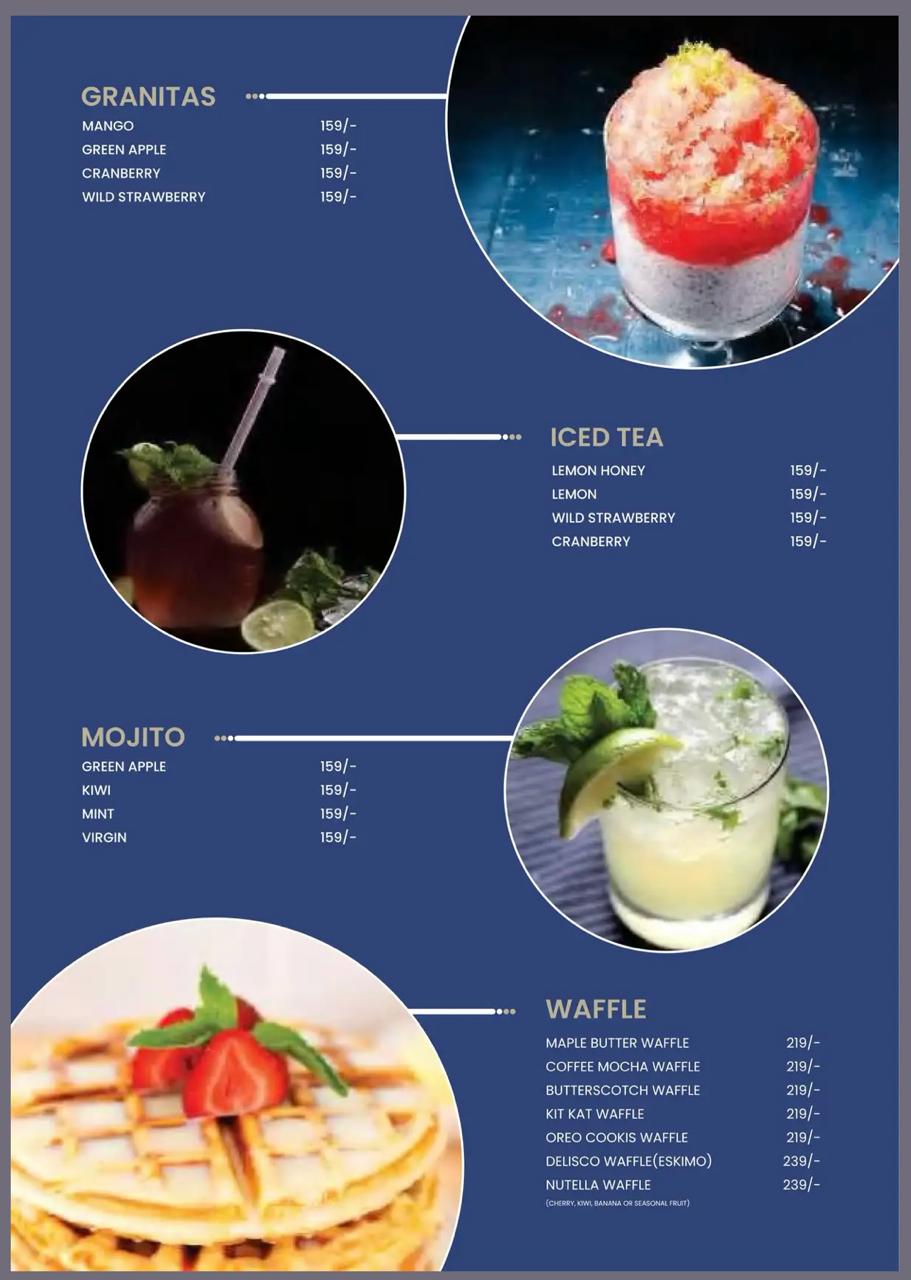 GRANITAS
MANGO 159/-
GREEN APPLE 159/-
CRANBERRY 159/-
WILD STRAWBERRY 159/-
ICED TEA
LEMON HONEY 159/-
LEMON 159/-
WILD STRAWBERRY 159/-
CRANBERRY 159/-
MOJITO
GREEN APPLE 159/-
KIWI 159/-
MINT 159/-
VIRGIN 159/-
WAFFLE
MAPLE BUTTER WAFFLE 219/-
COFFEE MOCHA WAFFLE 219/-
BUTTERSCOTCH WAFFLE 219/-
KIT KAT WAFFLE 219/-
OREO COOKIS WAFFLE 219/-
DELISCO WAFFLE(ESKIMO) 239/-
NUTELLA WAFFLE 239/-
(CHERRY, KIWI, BANANA OR SEASONAL FRUIT)